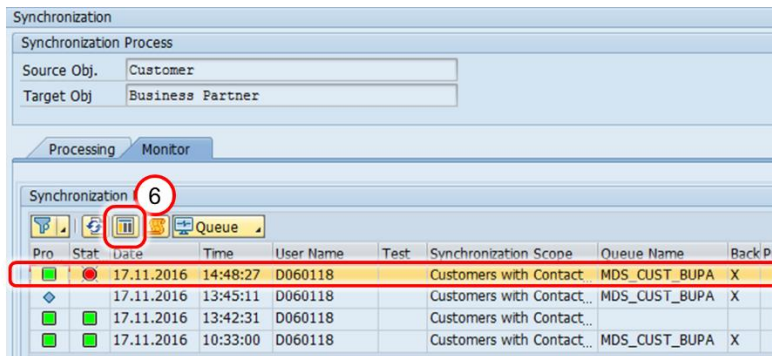 Synchronization
Synchronization Process
Source Obj. Customer
Target Obj Business Partner
Processing Monitor
Synchronization
6
Queue
Pro Stat Date Time User Name Test Synchronization Scope Queue Name Back P
17.11.2016 14:48:27 D060118 Customers with Contact... MDS_CUST_BUPA X
17.11.2016 13:45:11 D060118 Customers with Contact... MDS_CUST_BUPA X
17.11.2016 13:42:31 D060118 Customers with Contact...
17.11.2016 10:33:00 D060118 Customers with Contact... MDS_CUST_BUPA X